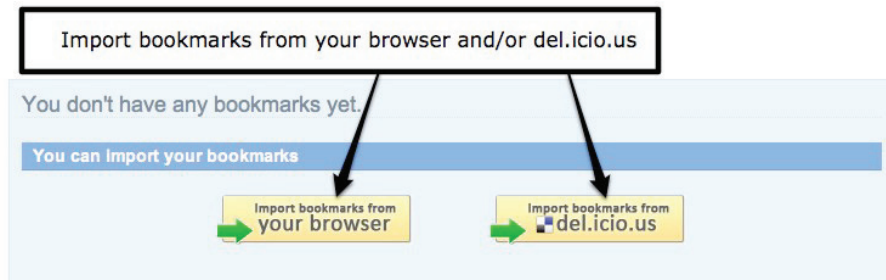 Import bookmarks from your browser and/or del.icio.us
You don't have any bookmarks yet.
You can import your bookmarks
Import bookmarks from
your browser
Import bookmarks from
del.icio.us